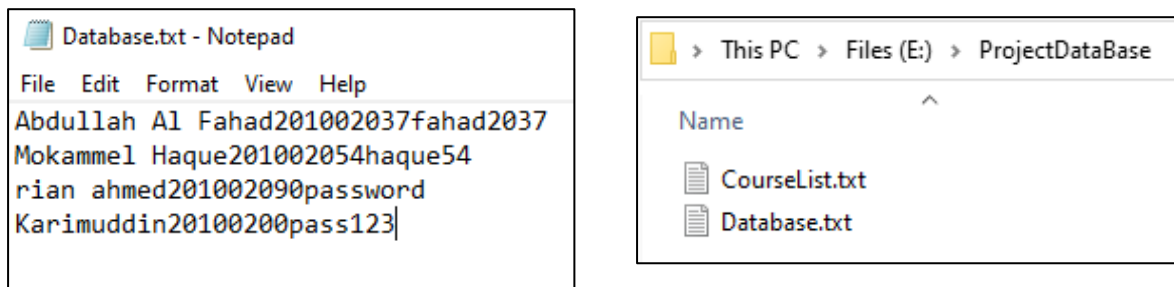 Database.txt - Notepad
File Edit Format View Help
Abdullah Al Fahad201002037fahad2037
Mokammel Haque201002054haque54
rian ahmed201002090password
Karimuddin20100200pass123
This PC > Files (E:) > ProjectDataBase
Name
CourseList.txt
Database.txt